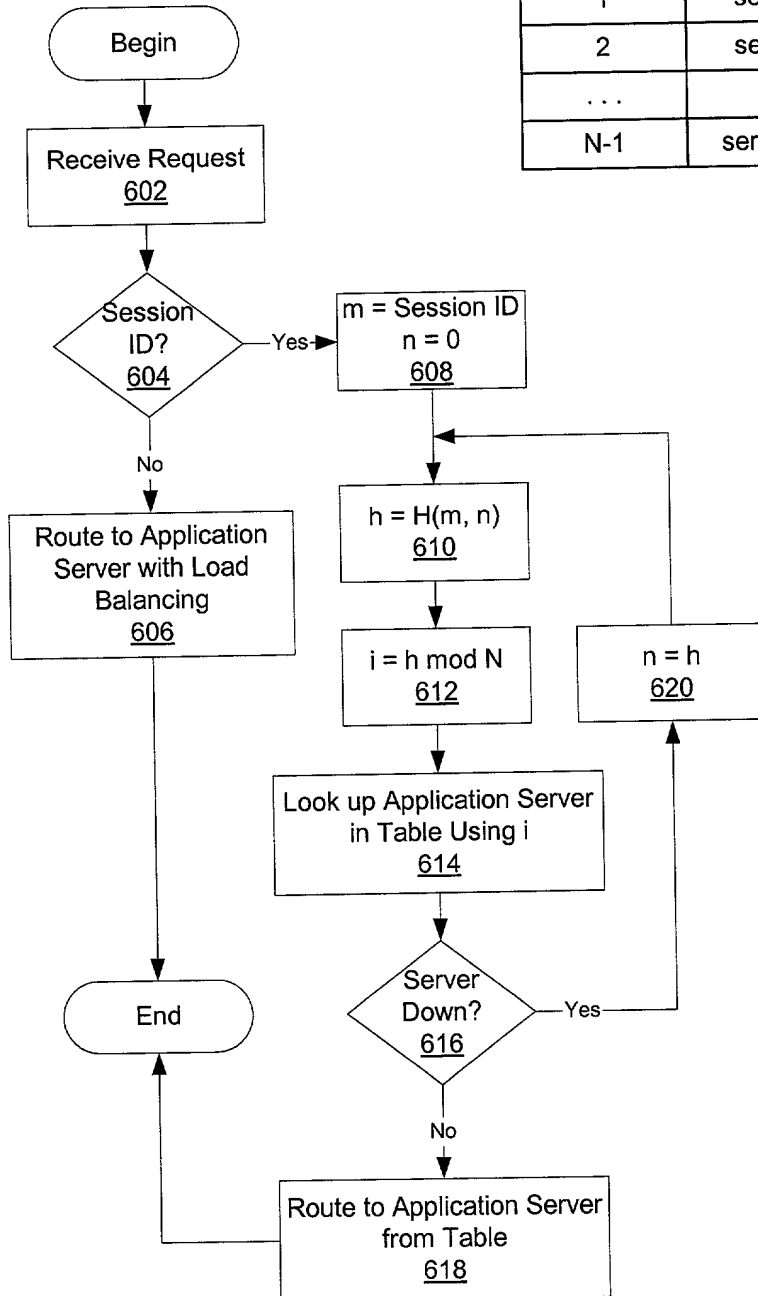 Begin
Receive Request
602
Session
ID?
604
Yes
m = Session ID
n = 0
608
No
Route to Application
Server with Load
Balancing
606
h = H(m, n)
610
i = h mod N
612
n = h
620
Look up Application Server
in Table Using i
614
Server
Down?
616
Yes
End
No
Route to Application Server
from Table
618
2
. . .
N-1